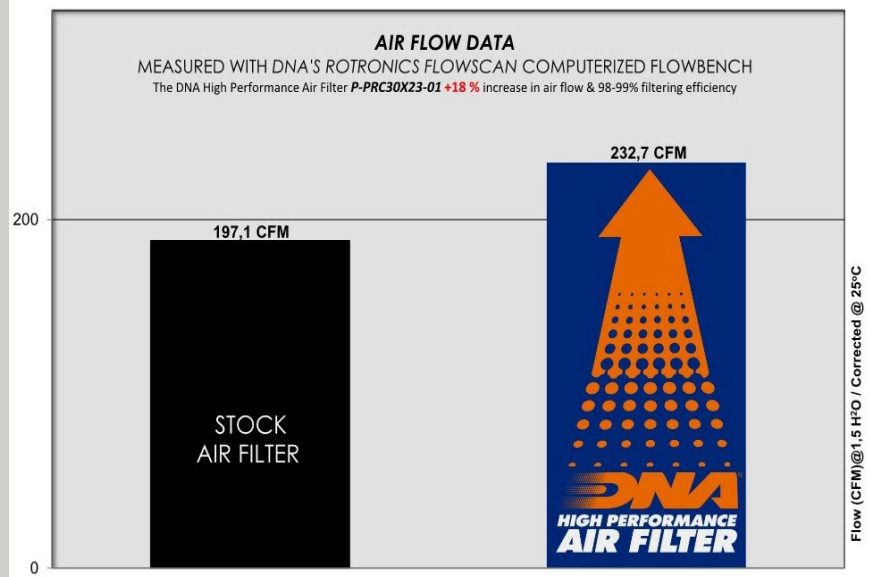 AIR FLOW DATA
MEASURED WITH DNA'S ROTRONICS FLOWSCAN COMPUTERIZED FLOWBENCH
The DNA High Performance Air Filter P-PRC30X23-01 +18 % increase in air flow & 98-99% filtering efficiency
232,7 CFM
200
197,1 CFM
STOCK
AIR FILTER
DNA
HIGH PERFORMANCE
AIR FILTER
0
Flow (CFM)@1,5 H²O / Corrected @ 25°C